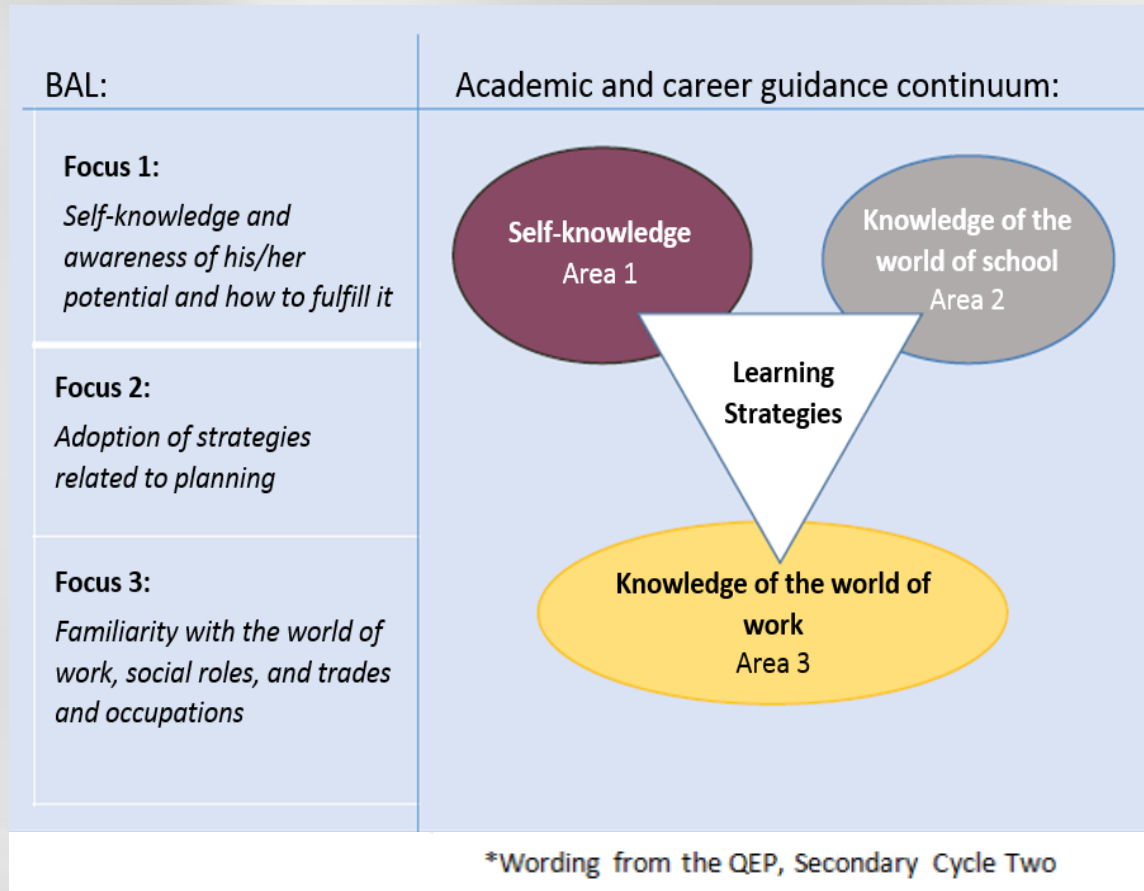 BAL:
Academic and career guidance continuum:
Focus 1:
Self-knowledge and
awareness of his/her
potential and how to fulfill it
Focus 2:
Adoption of strategies
related to planning
Focus 3:
Familiarity with the world of
work, social roles, and trades
and occupations
Self-knowledge
Area 1
Knowledge of the
world of school
Area 2
Learning
Strategies
Knowledge of the world of
work
Area 3
*Wording from the QEP, Secondary Cycle Two